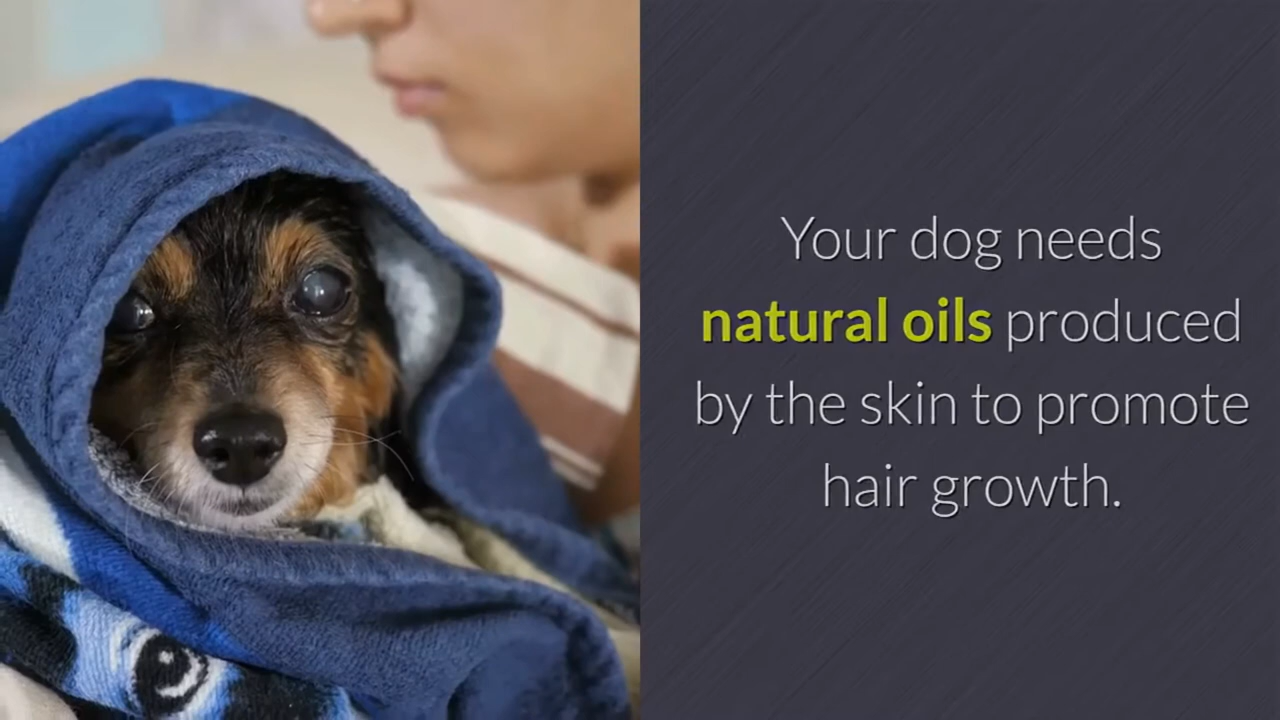 Your dog needs
natural oils produced
by the skin to promote
hair growth.